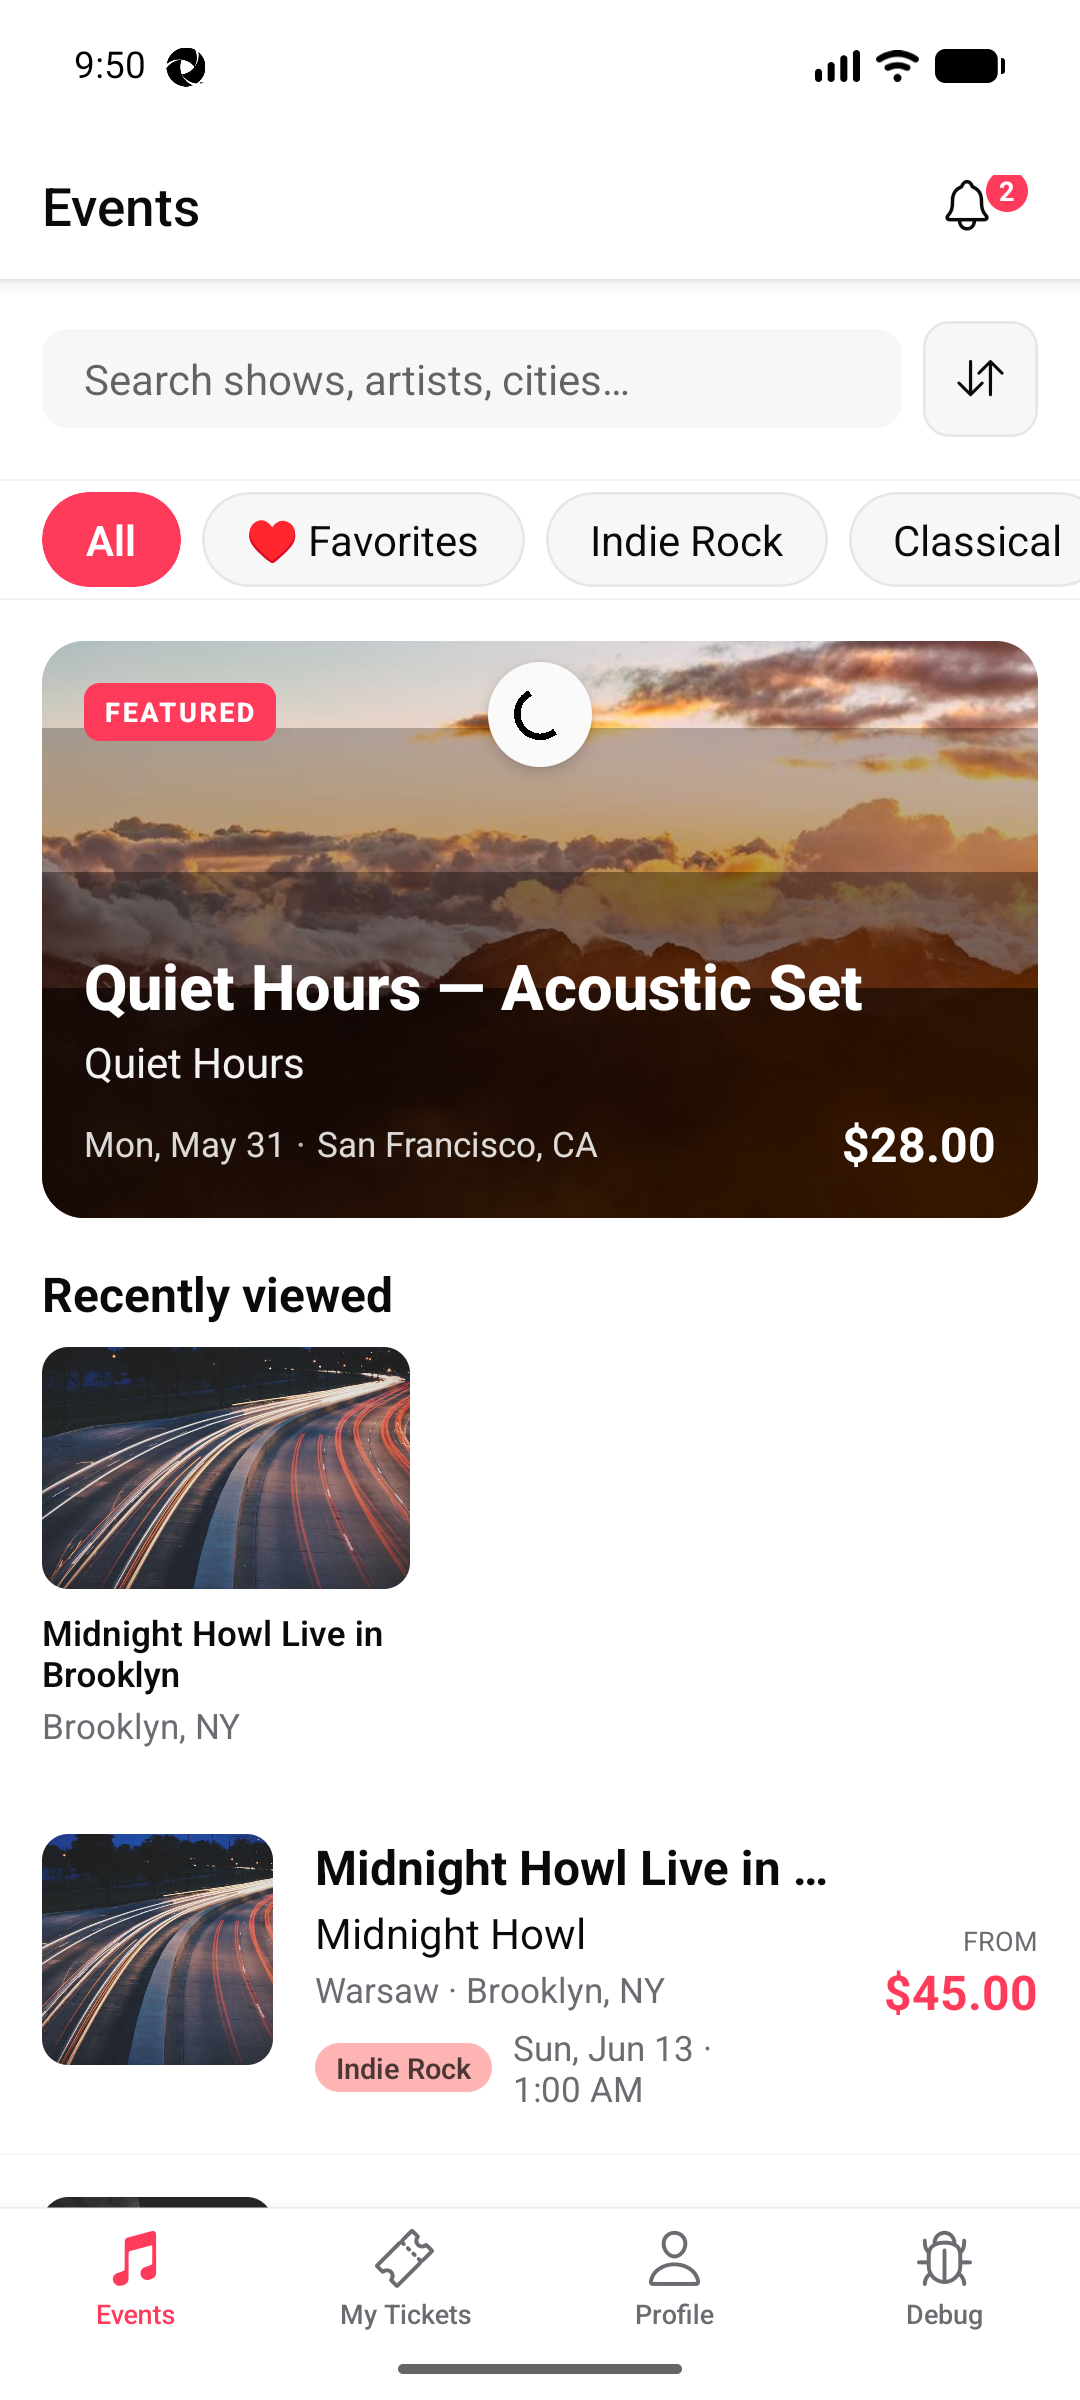 9:50
Events
2
Search shows, artists, cities...
All
❤️ Favorites
Indie Rock
Classical
FEATURED
Quiet Hours — Acoustic Set
Quiet Hours
Mon, May 31 · San Francisco, CA
$28.00
Recently viewed
Midnight Howl Live in
Brooklyn
Brooklyn, NY
Midnight Howl Live in ...
Midnight Howl
FROM
Warsaw · Brooklyn, NY
$45.00
Indie Rock
Sun, Jun 13 ·
1:00 AM
Events
My Tickets
Profile
Debug